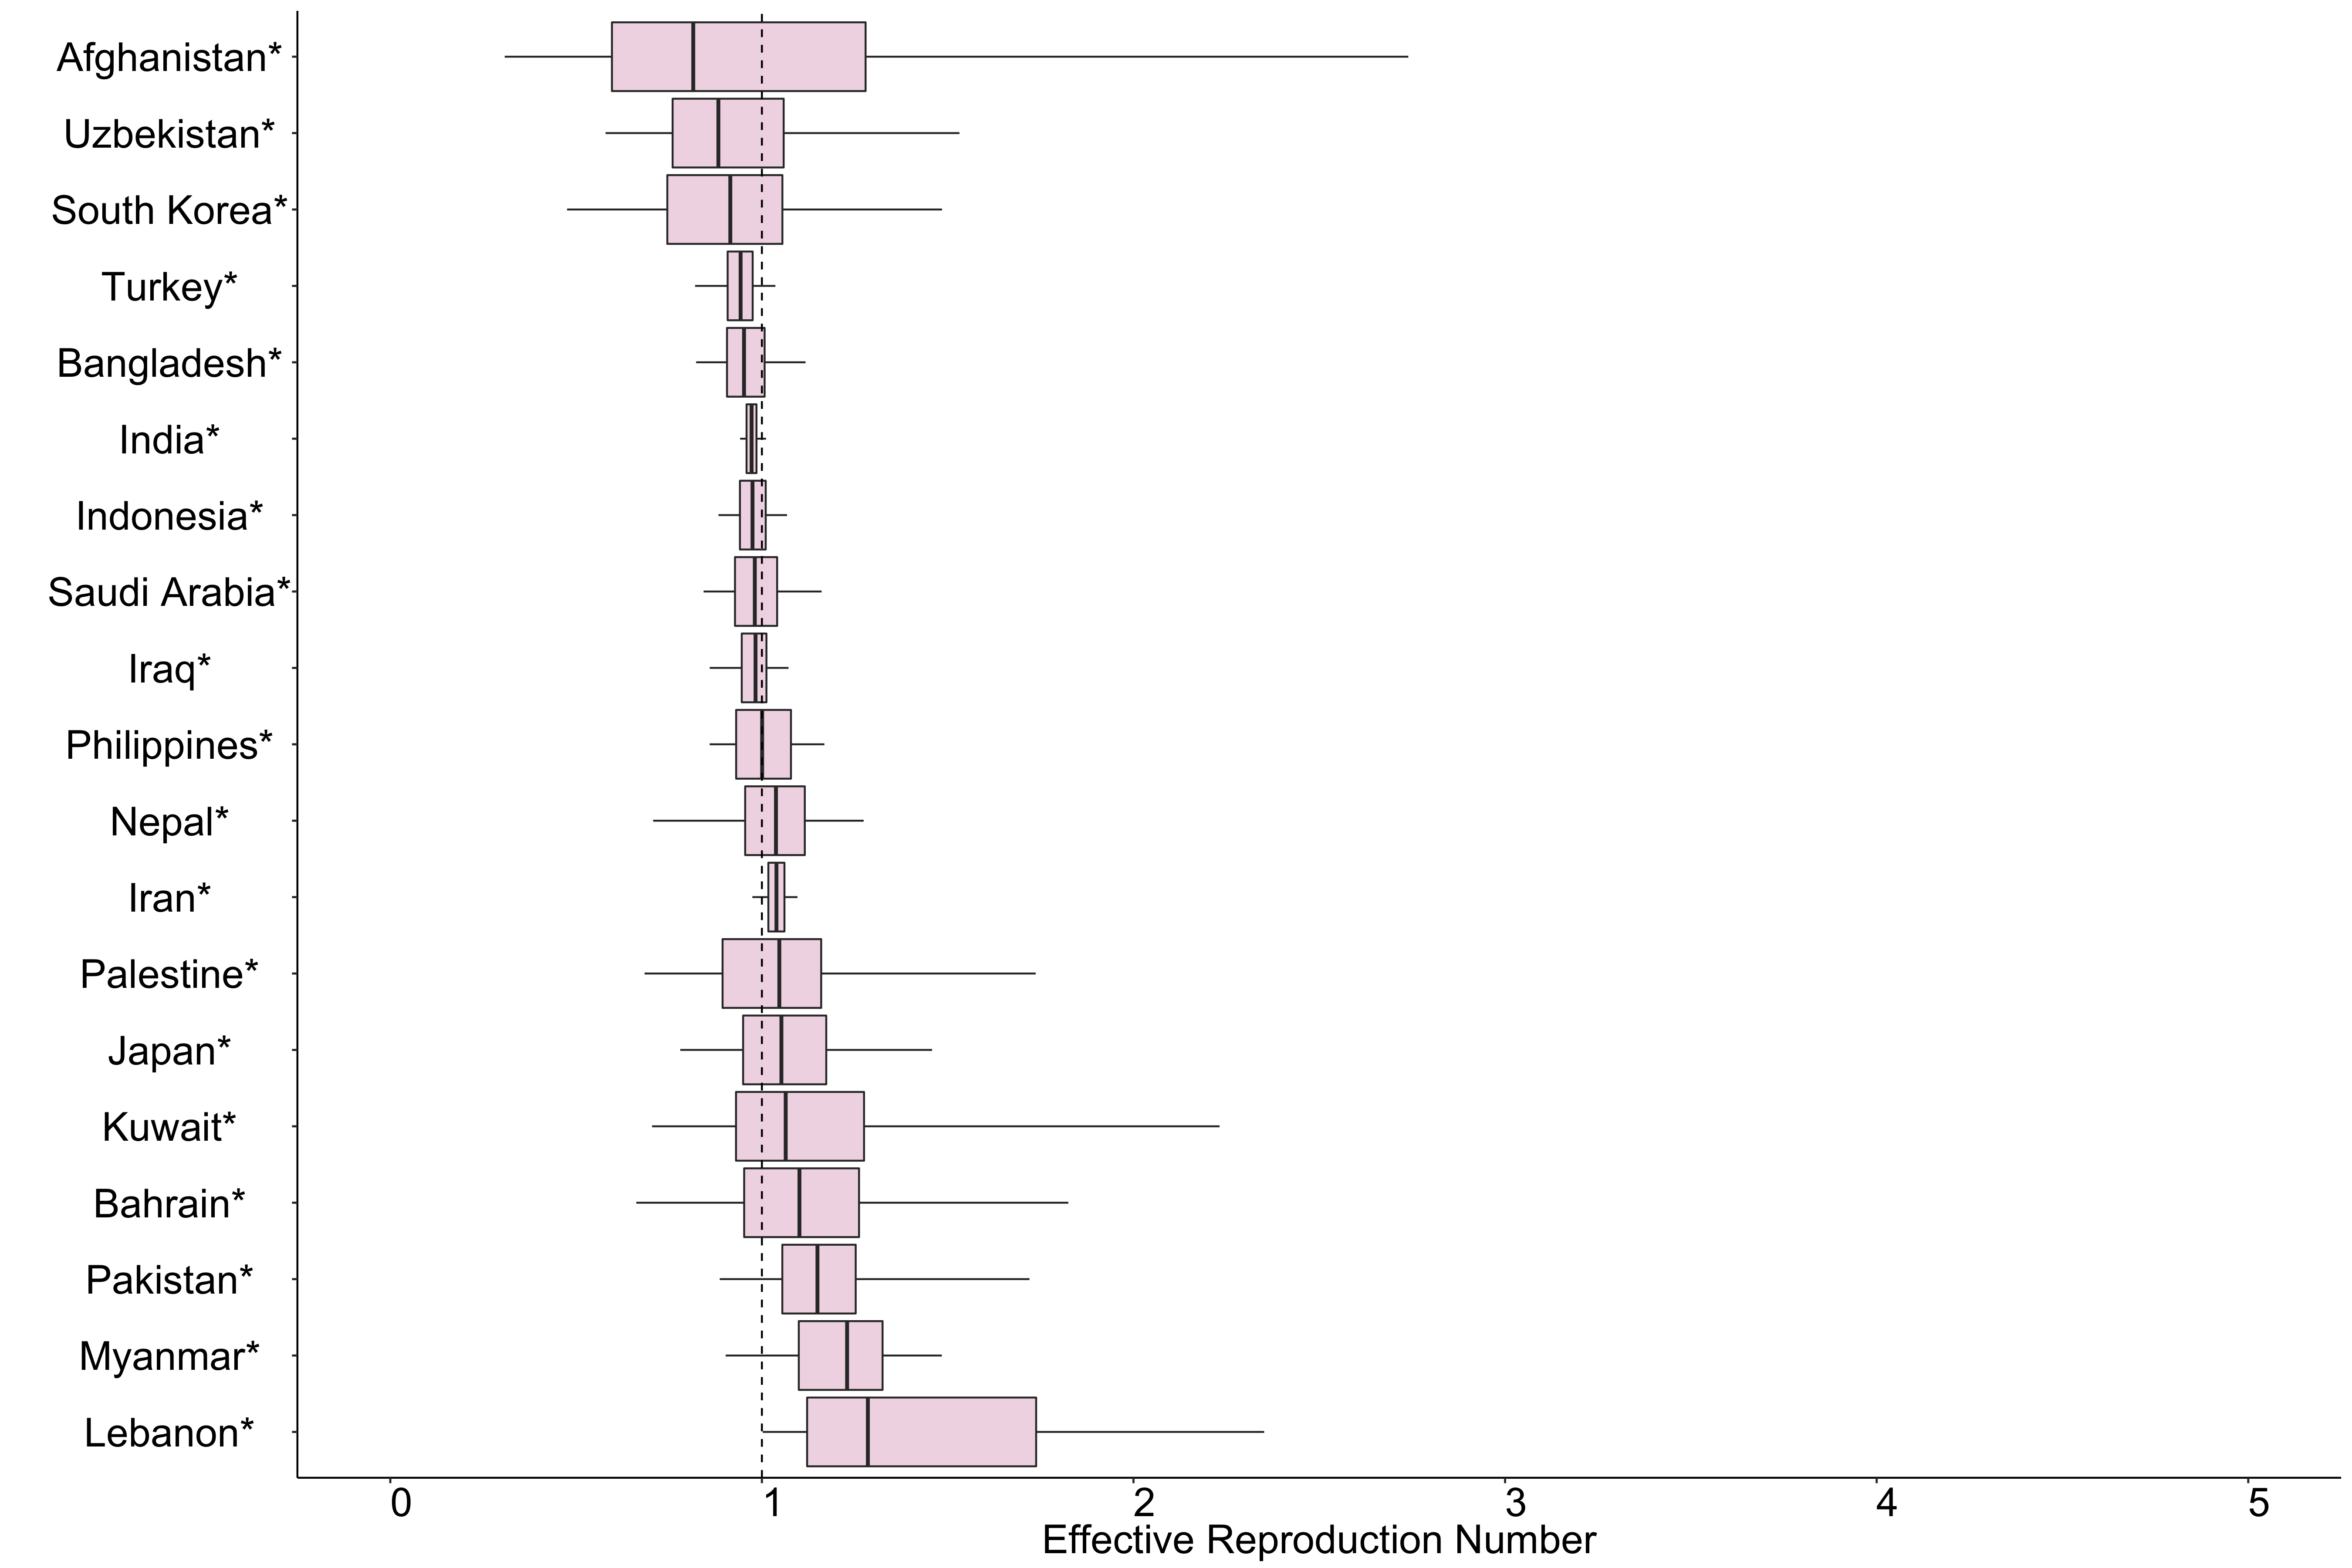 Afghanistan*
Uzbekistan*
South Korea*
Turkey*
Bangladesh*
India*
Indonesia*
Saudi Arabia*
Iraq*
Philippines*
Nepal*
Iran*
Palestine*
Japan*
Kuwait*
Bahrain*
Pakistan*
Myanmar*
Lebanon*
0 1 2 3 4 5
Effective Reproduction Number